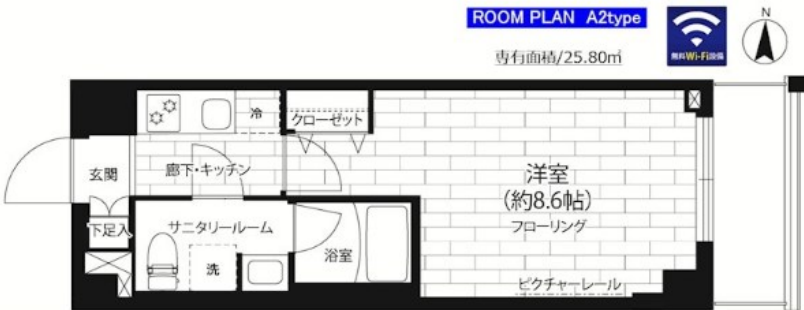 ROOM PLAN A2type
専有面積/25.80㎡
無料Wi-Fi設備
N
冷
クローゼット
玄関
廊下・キッチン
洋室
(約8.6帖)
フローリング
下足入
サニタリールーム
洗
浴室
ピクチャーレール